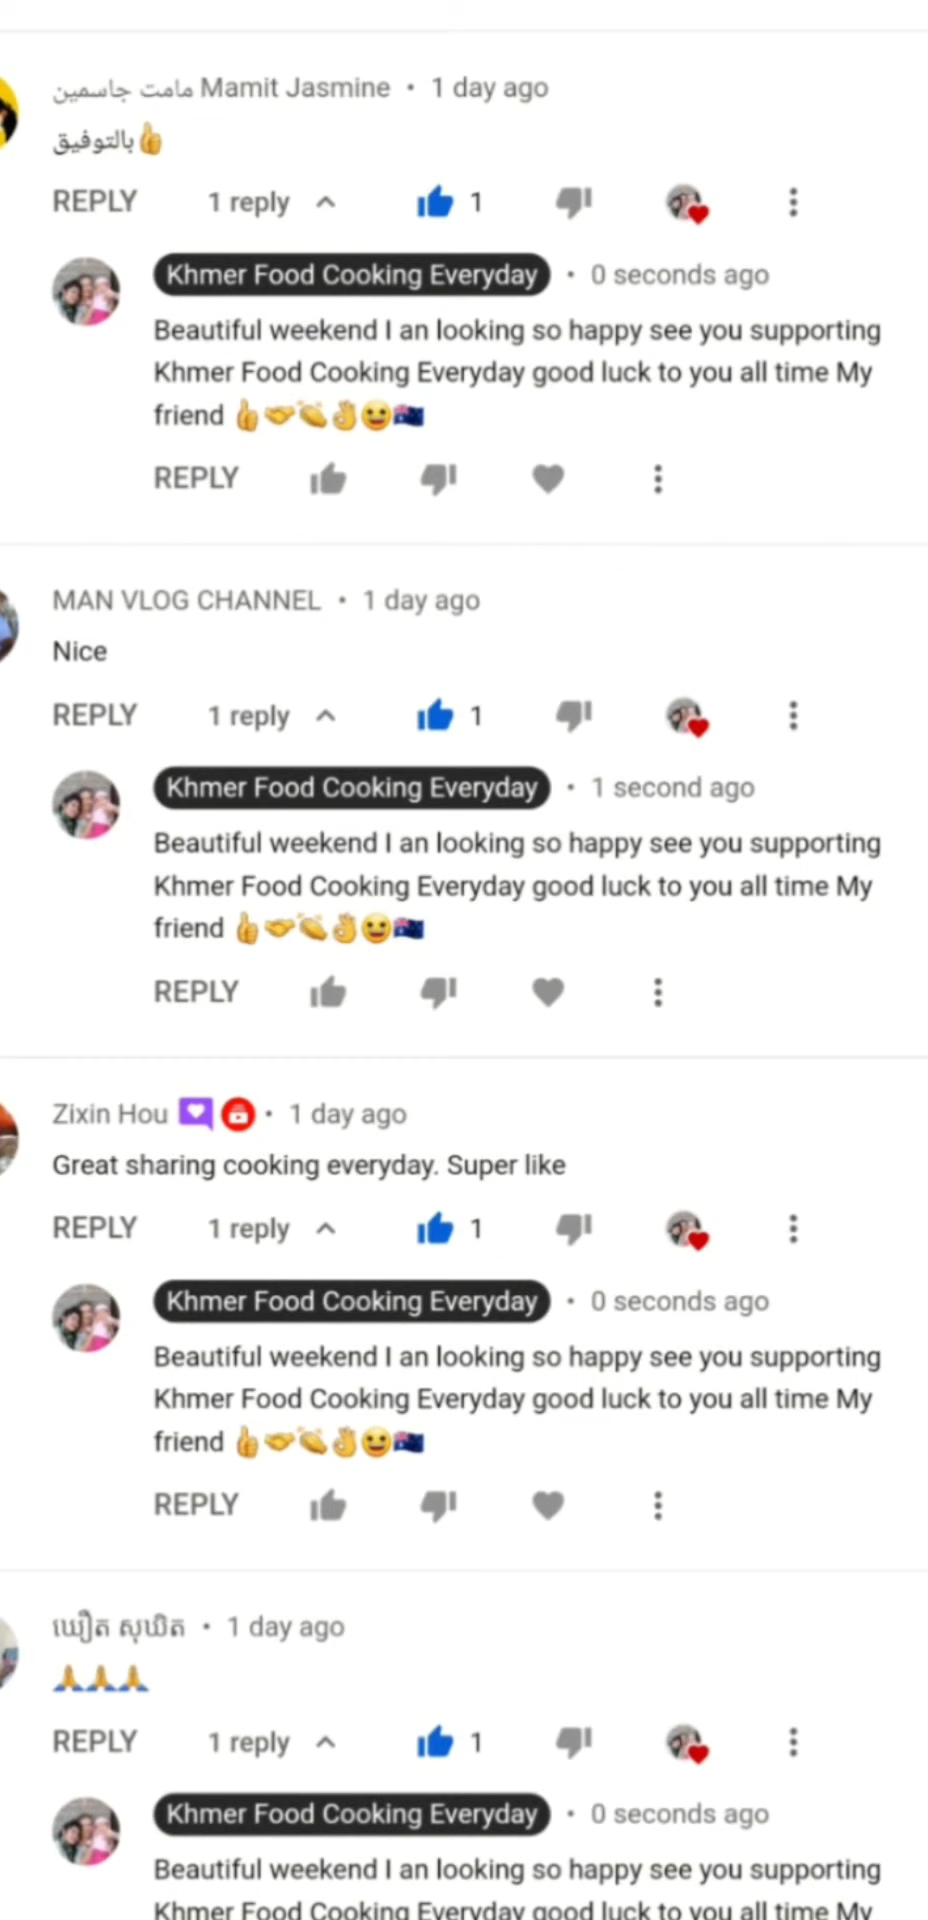 مامت جاسمين Mamit Jasmine • 1 day ago
بالتوفيق👍
REPLY 1 reply 1
Khmer Food Cooking Everyday • 0 seconds ago
Beautiful weekend I an looking so happy see you supporting
Khmer Food Cooking Everyday good luck to you all time My
friend 👍🤝👏👌😀🇦🇺
REPLY
MAN VLOG CHANNEL • 1 day ago
Nice
REPLY 1 reply 1
Khmer Food Cooking Everyday • 1 second ago
Beautiful weekend I an looking so happy see you supporting
Khmer Food Cooking Everyday good luck to you all time My
friend 👍🤝👏👌😀🇦🇺
REPLY
Zixin Hou • 1 day ago
Great sharing cooking everyday. Super like
REPLY 1 reply 1
Khmer Food Cooking Everyday • 0 seconds ago
Beautiful weekend I an looking so happy see you supporting
Khmer Food Cooking Everyday good luck to you all time My
friend 👍🤝👏👌😀🇦🇺
REPLY
ឃឿត សុឃិត • 1 day ago
🙏🙏🙏
REPLY 1 reply 1
Khmer Food Cooking Everyday • 0 seconds ago
Beautiful weekend I an looking so happy see you supporting
Khmer Food Cooking Everyday good luck to you all time My